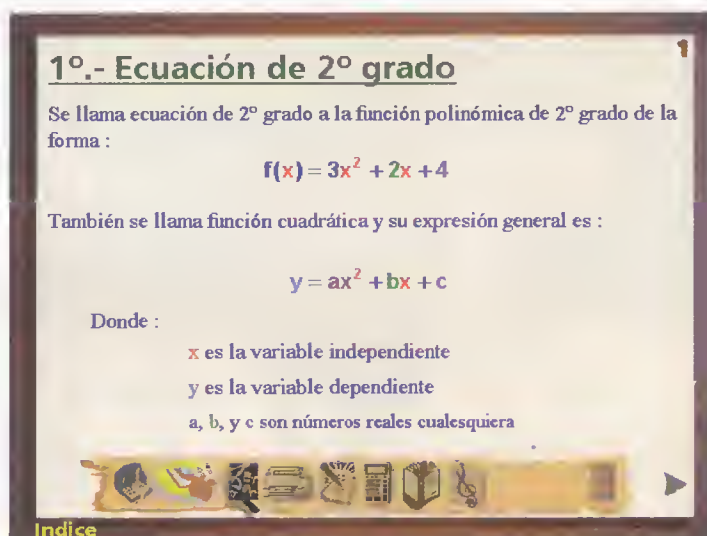 1
1º.- Ecuación de 2º grado
Se llama ecuación de 2º grado a la función polinómica de 2º grado de la
forma :
f(x) = 3x² + 2x + 4
También se llama función cuadrática y su expresión general es :
y = ax² + bx + c
Donde :
x es la variable independiente
y es la variable dependiente
a, b, y c son números reales cualesquiera
Indice